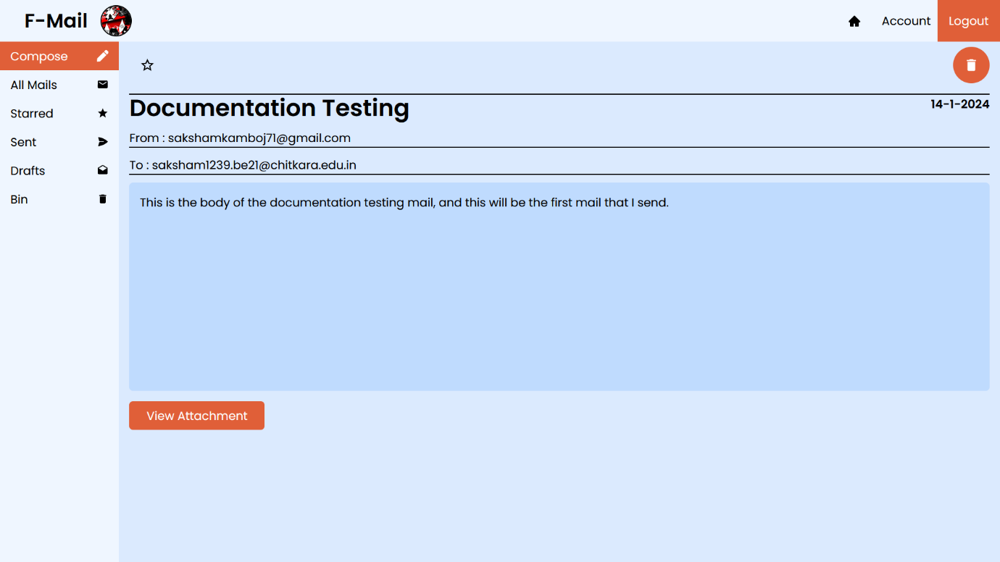 F-Mail
Account
Logout
Compose
All Mails
Starred
Sent
Drafts
Bin
Documentation Testing
14-1-2024
From : sakshamkamboj71@gmail.com
To : saksham1239.be21@chitkara.edu.in
This is the body of the documentation testing mail, and this will be the first mail that I send.
View Attachment